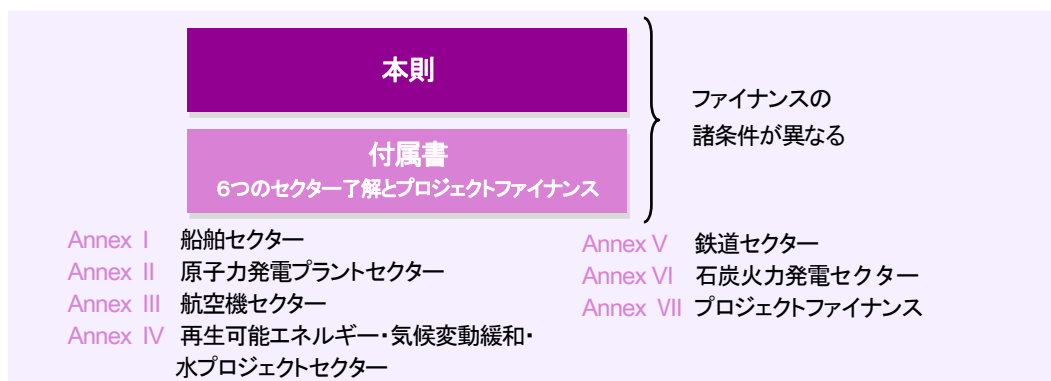 本則
付属書
6つのセクター了解とプロジェクトファイナンス
ファイナンスの
諸条件が異なる
Annex Ⅰ 船舶セクター
Annex Ⅱ 原子力発電プラントセクター
Annex Ⅲ 航空機セクター
Annex Ⅳ 再生可能エネルギー・気候変動緩和・
水プロジェクトセクター
Annex Ⅴ 鉄道セクター
Annex Ⅵ 石炭火力発電セクター
Annex Ⅶ プロジェクトファイナンス